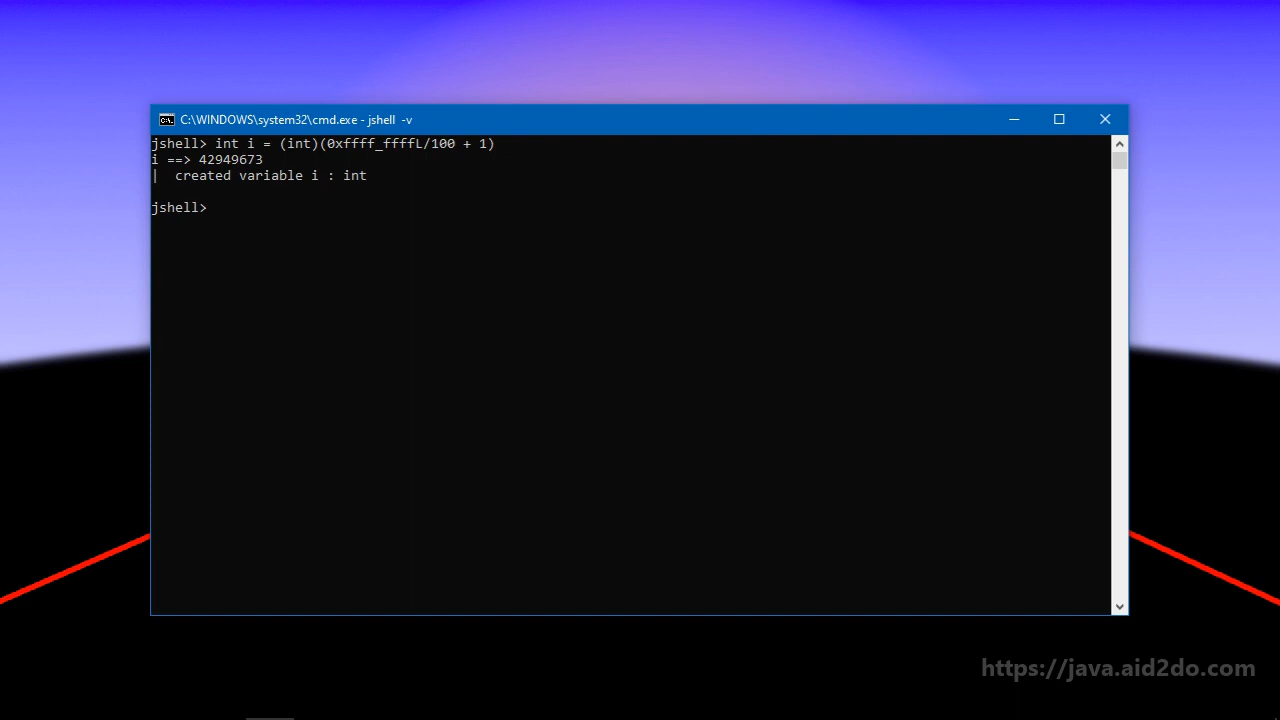 C:\WINDOWS\system32\cmd.exe - jshell  -v
jshell> int i = (int)(0xffff_ffffL/100 + 1)
i ==> 42949673
|  created variable i : int
jshell>
https://java.aid2do.com